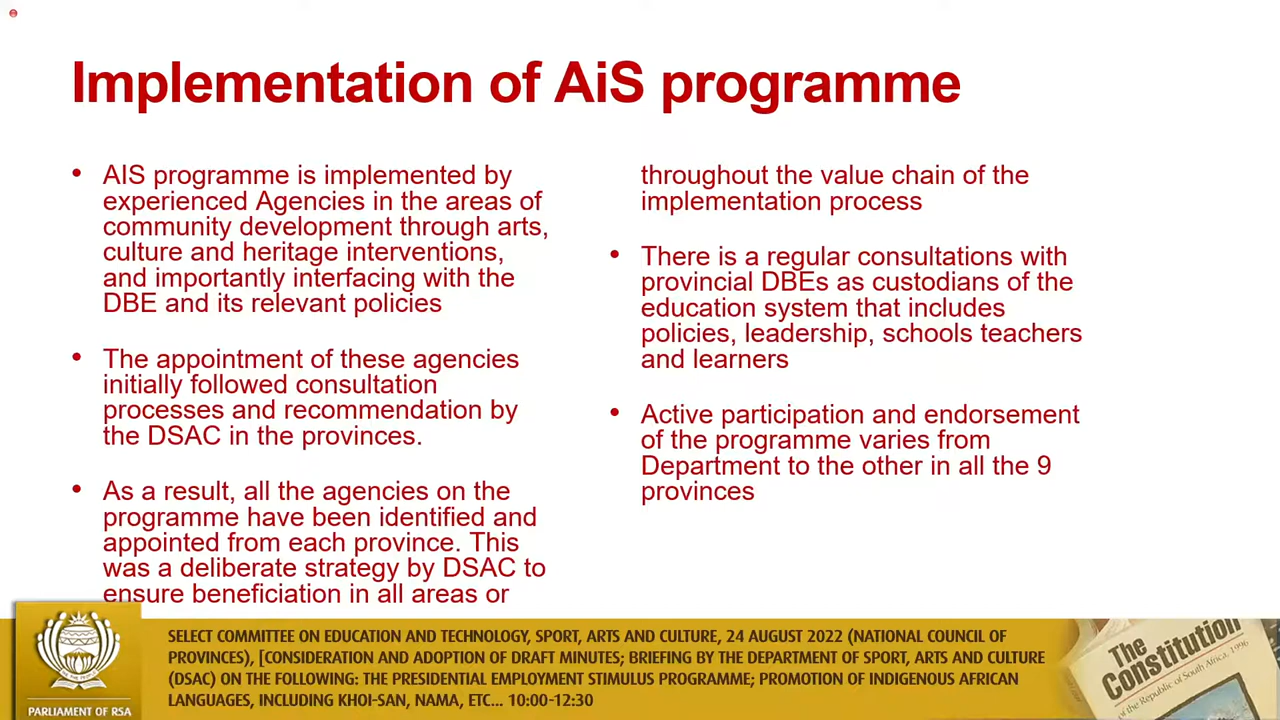 Implementation of AiS programme
• AIS programme is implemented by
experienced Agencies in the areas of
community development through arts,
culture and heritage interventions,
and importantly interfacing with the
DBE and its relevant policies
• The appointment of these agencies
initially followed consultation
processes and recommendation by
the DSAC in the provinces.
• As a result, all the agencies on the
programme have been identified and
appointed from each province. This
was a deliberate strategy by DSAC to
ensure beneficiation in all areas or
throughout the value chain of the
implementation process
• There is a regular consultations with
provincial DBEs as custodians of the
education system that includes
policies, leadership, schools teachers
and learners
• Active participation and endorsement
of the programme varies from
Department to the other in all the 9
provinces
SELECT COMMITTEE ON EDUCATION AND TECHNOLOGY, SPORT, ARTS AND CULTURE, 24 AUGUST 2022 (NATIONAL COUNCIL OF
PROVINCES), [CONSIDERATION AND ADOPTION OF DRAFT MINUTES; BRIEFING BY THE DEPARTMENT OF SPORT, ARTS AND CULTURE
(DSAC) ON THE FOLLOWING: THE PRESIDENTIAL EMPLOYMENT STIMULUS PROGRAMME; PROMOTION OF INDIGENOUS AFRICAN
LANGUAGES, INCLUDING KHOI-SAN, NAMA, ETC... 10:00-12:30
PARLIAMENT OF RSA
The
Constitution
of the Republic of South Africa, 1996